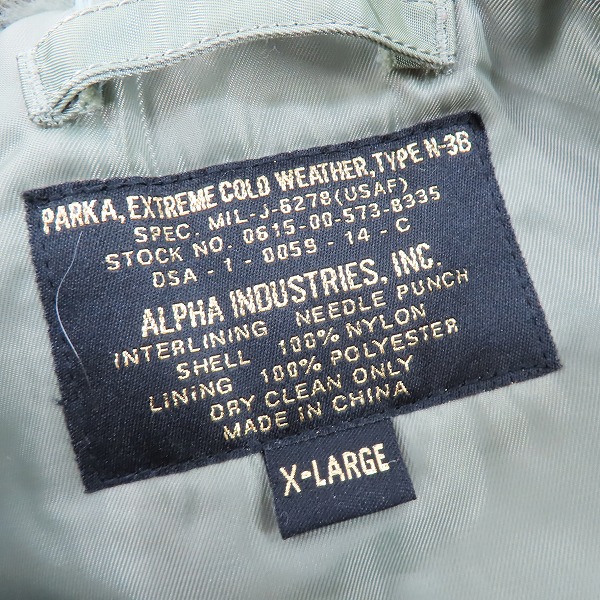 PARKA, EXTREME COLD WEATHER, TYPE N-3B
SPEC. MIL-J-6278(USAF)
STOCK NO. 0615-00-573-8335
DSA-1-0059-14-C
ALPHA INDUSTRIES, INC.
INTERLINING NEEDLE PUNCH
SHELL 100% NYLON
LINING 100% POLYESTER
DRY CLEAN ONLY
MADE IN CHINA
X-LARGE